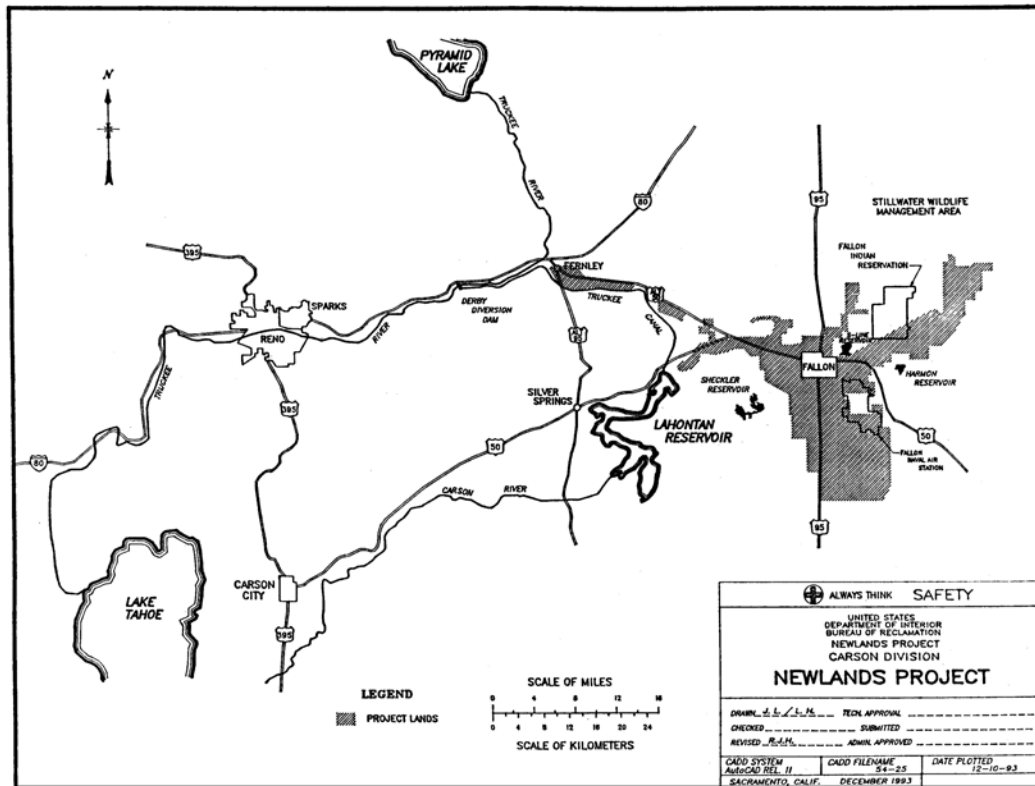 PYRAMID
LAKE
N
TRUCKEE
RIVER
80
95
STILLWATER WILDLIFE
MANAGEMENT AREA
395
FALLON
INDIAN
RESERVATION
FERNLEY
SPARKS
DERBY
DIVERSION
DAM
TRUCKEE
CANAL
RIVER
RENO
TRUCKEE
FALLON
HARMON
RESERVOIR
SHECKLER
RESERVOIR
SILVER
SPRINGS
395
LAHONTAN
RESERVOIR
50
50
80
FALLON
NAVAL AIR
STATION
CARSON
RIVER
95
CARSON
CITY
LAKE
TAHOE
395
ALWAYS THINK SAFETY
UNITED STATES
DEPARTMENT OF INTERIOR
BUREAU OF RECLAMATION
NEWLANDS PROJECT
CARSON DIVISION
NEWLANDS PROJECT
LEGEND
PROJECT LANDS
SCALE OF MILES
0 4 8 12 16
0 4 8 12 16 20 24
SCALE OF KILOMETERS
DRAWN J. L. / L. H. TECH. APPROVAL
CHECKED SUBMITTED
REVISED R.J.H. ADMIN. APPROVED
CADD SYSTEM
AutoCAD REL. 11
CADD FILENAME
54-25
DATE PLOTTED
12-10-93
SACRAMENTO, CALIF. DECEMBER 1993